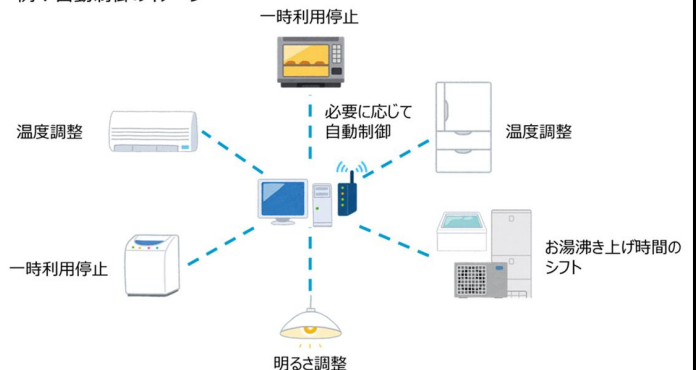 一時利用停止
必要に応じて
自動制御
温度調整
温度調整
一時利用停止
お湯沸き上げ時間の
シフト
明るさ調整